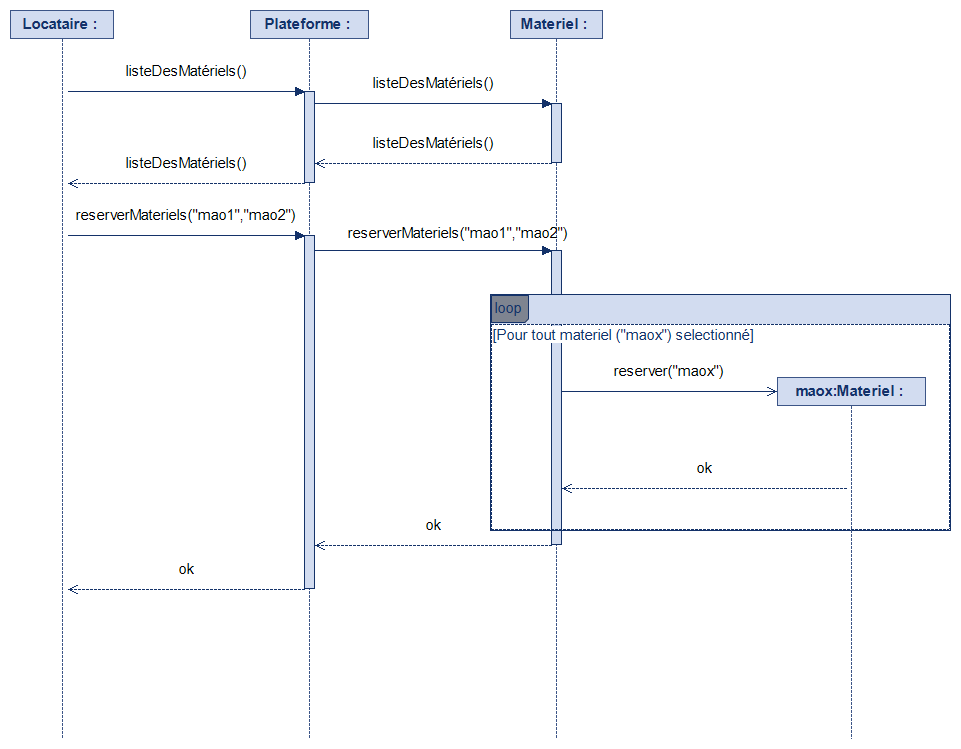 Locataire :
Plateforme :
Materiel :
listeDesMatériels()
listeDesMatériels()
listeDesMatériels()
listeDesMatériels()
reserverMateriels("mao1","mao2")
reserverMateriels("mao1","mao2")
loop
[Pour tout materiel ("maox") selectionné]
reserver("maox")
maox:Materiel :
ok
ok
ok